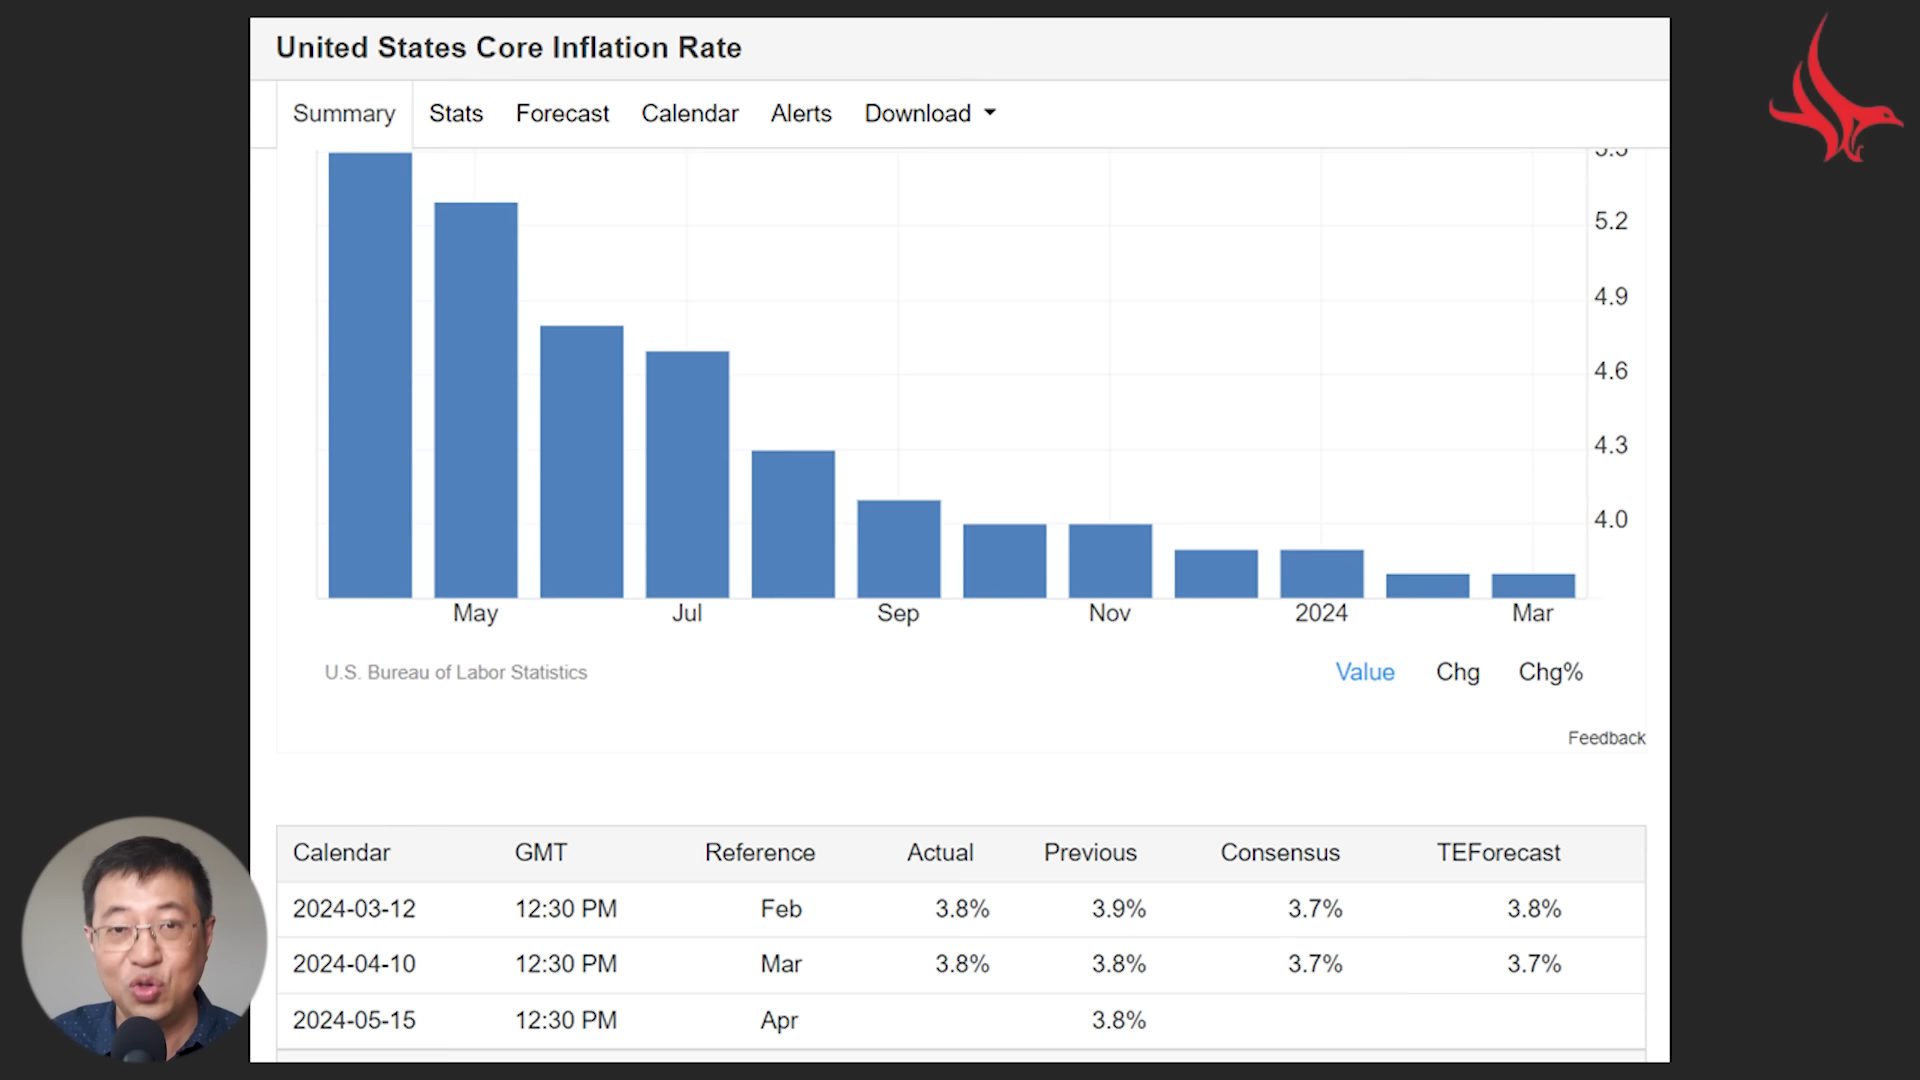 United States Core Inflation Rate
Summary Stats Forecast Calendar Alerts Download
5.2
4.9
4.6
4.3
4.0
May Jul Sep Nov 2024 Mar
U.S. Bureau of Labor Statistics Value Chg Chg%
Feedback
Calendar GMT Reference Actual Previous Consensus TEForecast
2024-03-12 12:30 PM Feb 3.8% 3.9% 3.7% 3.8%
2024-04-10 12:30 PM Mar 3.8% 3.8% 3.7% 3.7%
2024-05-15 12:30 PM Apr 3.8%